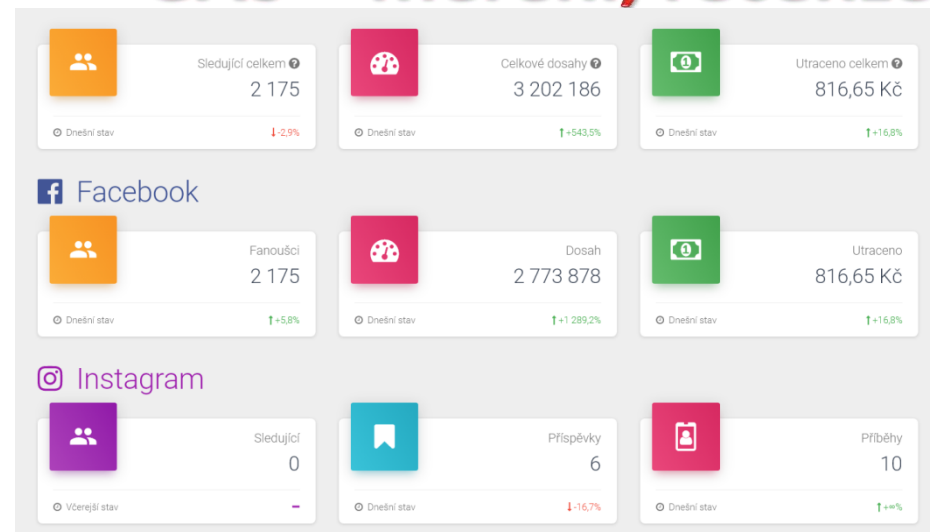 Sledující celkem
2 175
Dnešní stav
-2,9%
Celkové dosahy
3 202 186
Dnešní stav
+543,5%
Utraceno celkem
816,65 Kč
Dnešní stav
+16,8%
Facebook
Fanoušci
2 175
Dnešní stav
+5,8%
Dosah
2 773 878
Dnešní stav
+1 289,2%
Utraceno
816,65 Kč
Dnešní stav
+16,8%
Instagram
Sledující
0
Včerejší stav
-
Příspěvky
6
Dnešní stav
-16,7%
Příběhy
10
Dnešní stav
+∞%